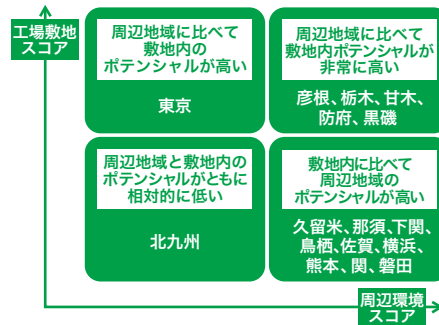 工場敷地
スコア
周辺地域に比べて
敷地内の
ポテンシャルが高い
東京
周辺地域に比べて
敷地内ポテンシャルが
非常に高い
彦根、栃木、甘木、
防府、黒磯
周辺地域と敷地内の
ポテンシャルがともに
相対的に低い
北九州
敷地内に比べて
周辺地域の
ポテンシャルが高い
久留米、那須、下関、
鳥栖、佐賀、横浜、
熊本、関、磐田
周辺環境
スコア